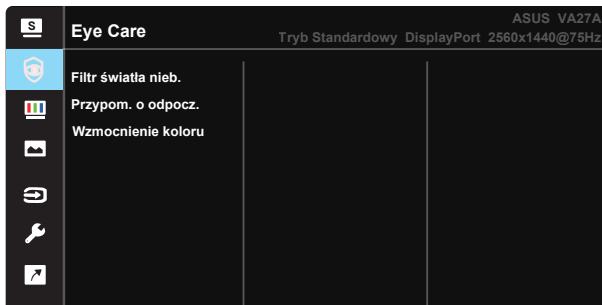 S
Eye Care
ASUS VA27A
Tryb Standardowy DisplayPort 2560x1440@75Hz
Filtr światła nieb.
Przypom. o odpocz.
Wzmocnienie koloru